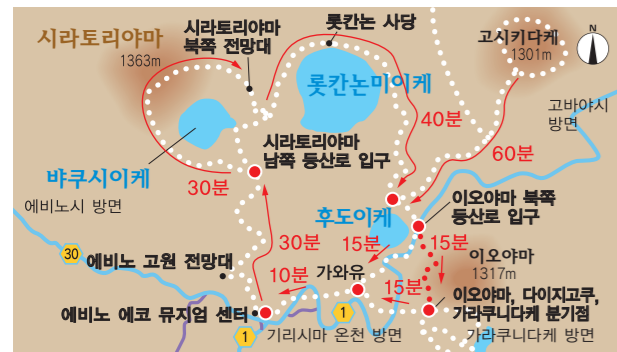 시라토리야마
1363m
시라토리야마
북쪽 전망대
롯칸논 사당
고시키다케
1301m
N
롯칸논미이케
고바야시
방면
40분
60분
시라토리야마
남쪽 등산로 입구
뱌쿠시이케
30분
에비노시 방면
후도이케
이오야마 북쪽
등산로 입구
30
에비노 고원 전망대
30분
15분
15분
이오야마
1317m
10분
가와유
15분
이오야마, 다이지고쿠,
가라쿠니다케 분기점
에비노 에코 뮤지엄 센터
1
1
기리시마 온천 방면
가라쿠니다케 방면